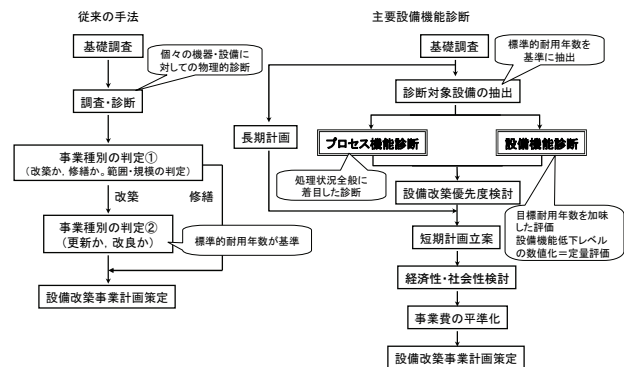 従来の手法
基礎調査
個々の機器・設備に
対しての物理的診断
調査・診断
事業種別の判定①
(改築か,修繕か。範囲・規模の判定)
改築
修繕
事業種別の判定②
(更新か,改良か)
標準的耐用年数が基準
設備改築事業計画策定
主要設備機能診断
基礎調査
標準的耐用年数を
基準に抽出
診断対象設備の抽出
長期計画
プロセス機能診断
設備機能診断
処理状況全般に
着目した診断
設備改築優先度検討
目標耐用年数を加味
した評価
設備機能低下レベル
の数値化=定量評価
短期計画立案
経済性・社会性検討
事業費の平準化
設備改築事業計画策定